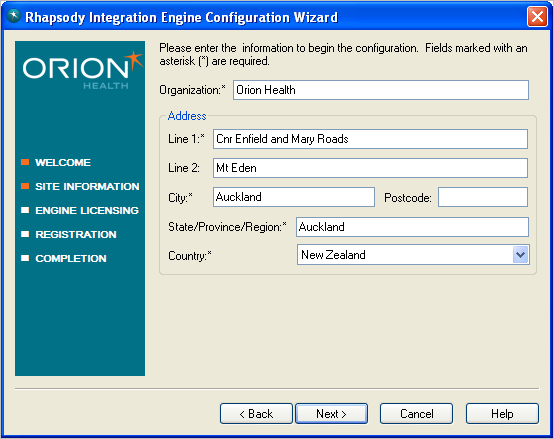 Rhapsody Integration Engine Configuration Wizard
ORION
HEALTH
WELCOME
SITE INFORMATION
ENGINE LICENSING
REGISTRATION
COMPLETION
Please enter the  information to begin the configuration.  Fields marked with an
asterisk (*) are required.
Organization:* Orion Health
Address
Line 1:* Cnr Enfield and Mary Roads
Line 2: Mt Eden
City:* Auckland Postcode:
State/Province/Region:* Auckland
Country:* New Zealand
< Back Next > Cancel Help